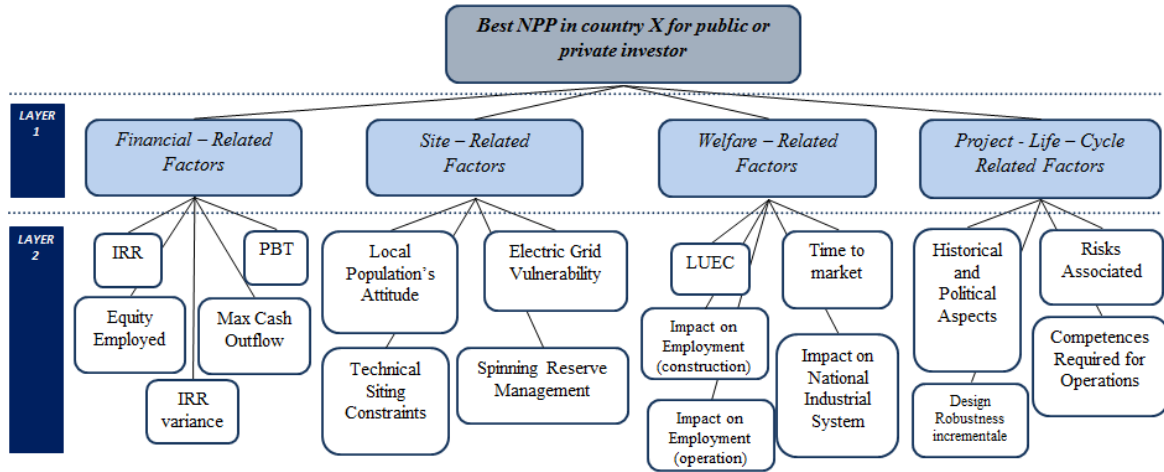 Best NPP in country X for public or
private investor
LAYER
1
Financial – Related
Factors
Site – Related
Factors
Welfare – Related
Factors
Project - Life – Cycle
Related Factors
LAYER
2
IRR
PBT
Equity
Employed
Max Cash
Outflow
IRR
variance
Local
Population's
Attitude
Electric Grid
Vulnerability
Technical
Siting
Constraints
Spinning Reserve
Management
LUEC
Time to
market
Impact on
Employment
(construction)
Impact on
National
Industrial
System
Impact on
Employment
(operation)
Historical
and
Political
Aspects
Risks
Associated
Competences
Required for
Operations
Design
Robustness
incrementale